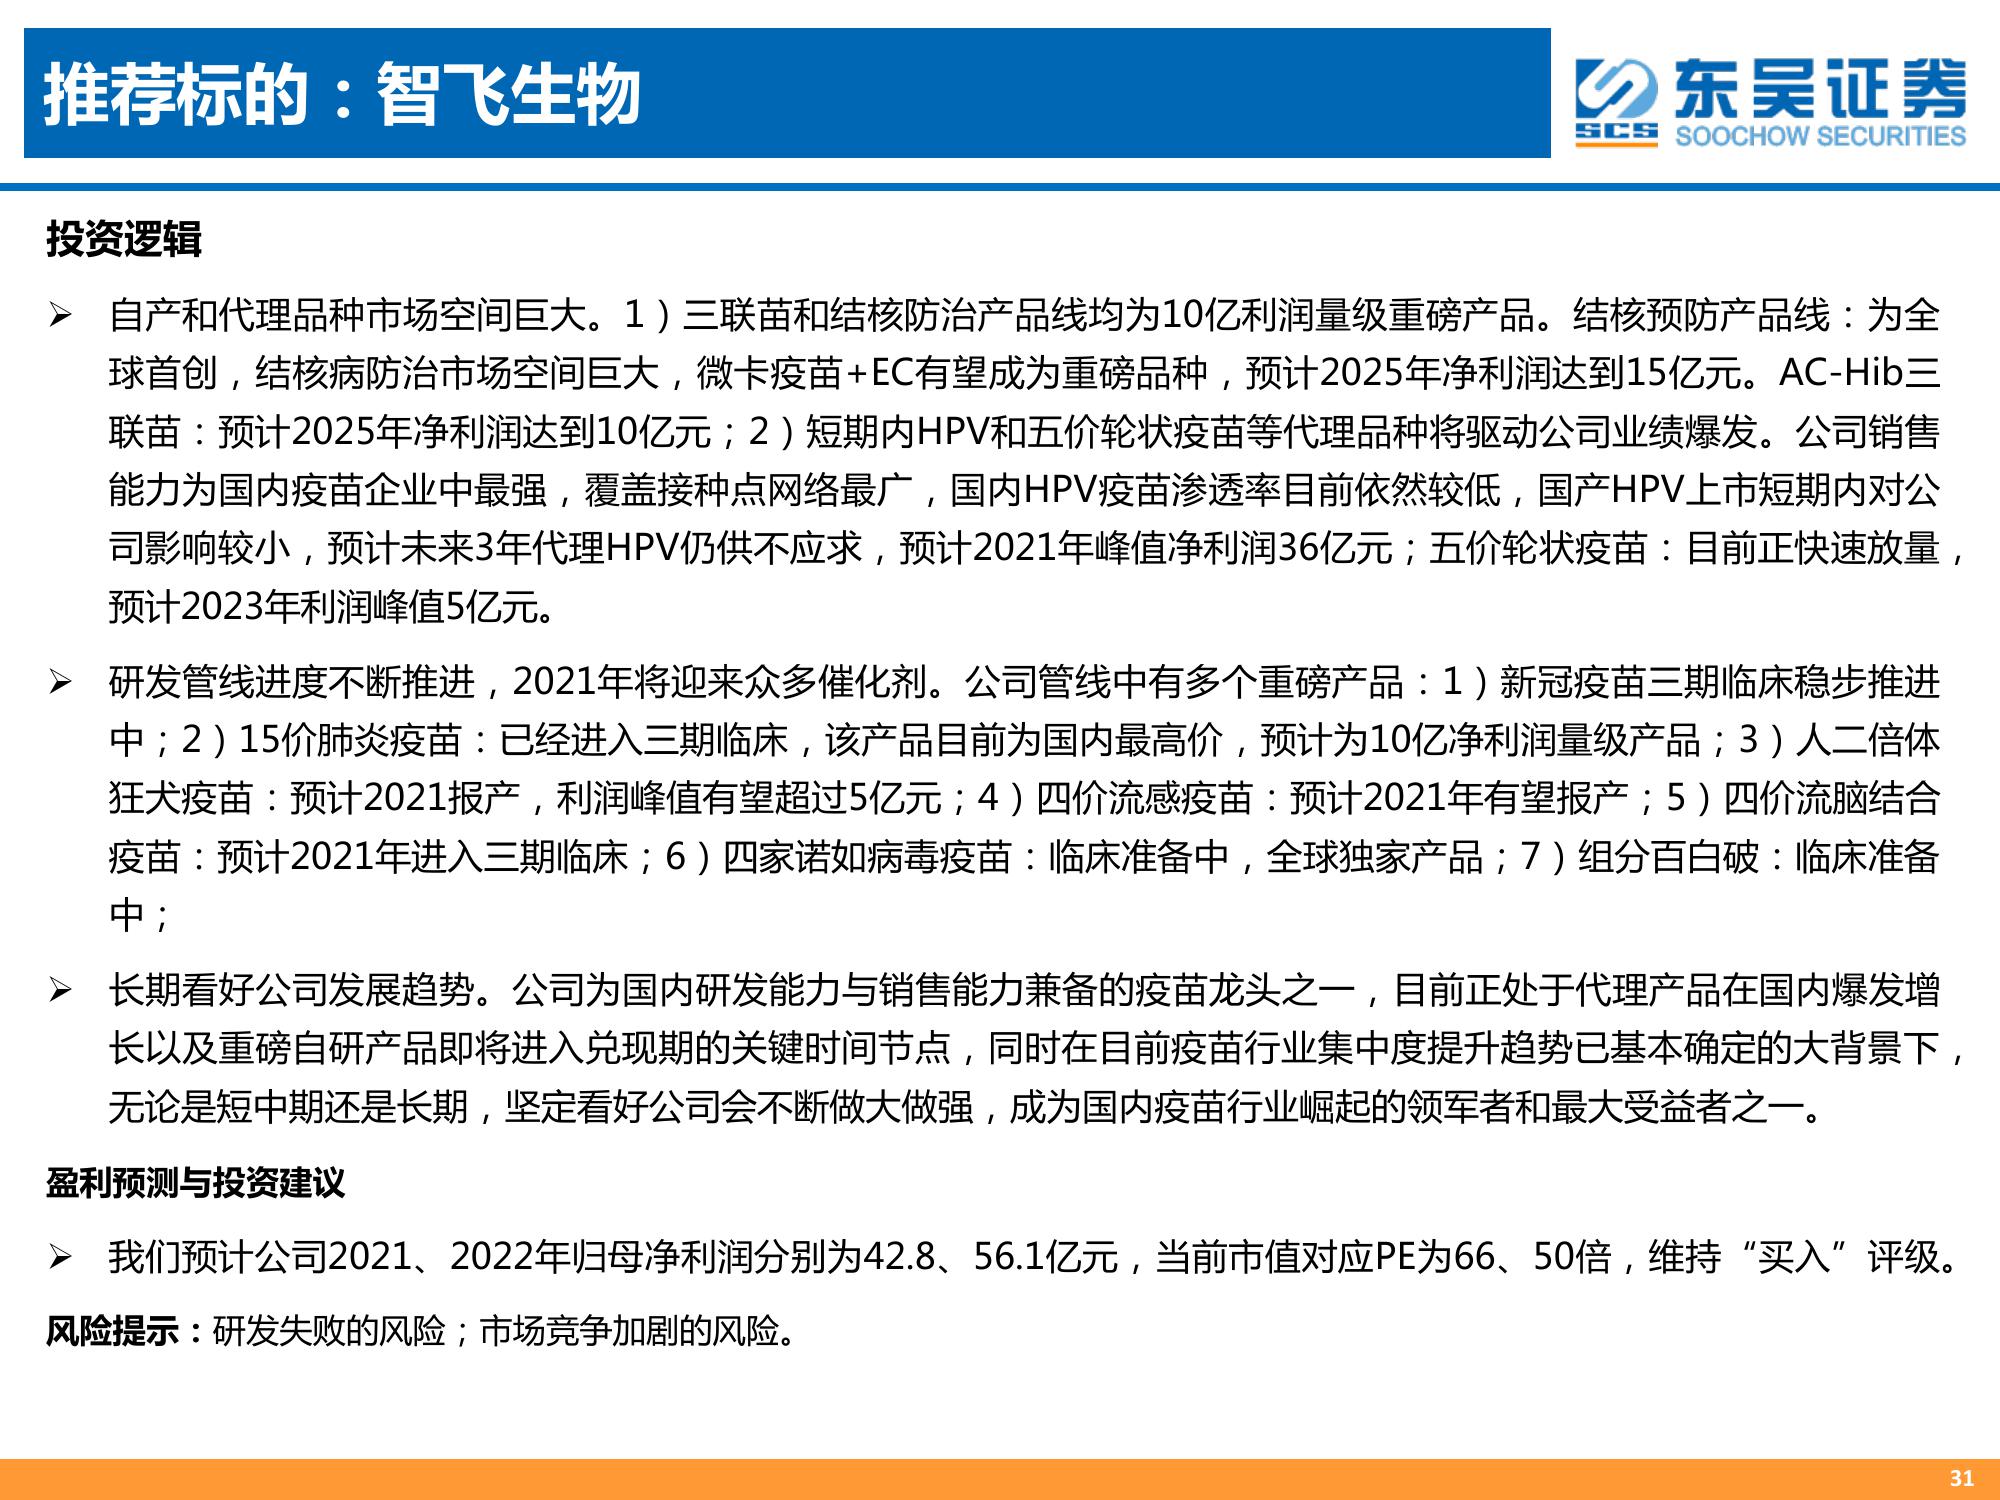 推荐标的：智飞生物
SCS
东吴证券
SOOCHOW SECURITIES
投资逻辑
➢ 自产和代理品种市场空间巨大。1）三联苗和结核防治产品线均为10亿利润量级重磅产品。结核预防产品线：为全
球首创，结核病防治市场空间巨大，微卡疫苗+EC有望成为重磅品种，预计2025年净利润达到15亿元。AC-Hib三
联苗：预计2025年净利润达到10亿元；2）短期内HPV和五价轮状疫苗等代理品种将驱动公司业绩爆发。公司销售
能力为国内疫苗企业中最强，覆盖接种点网络最广，国内HPV疫苗渗透率目前依然较低，国产HPV上市短期内对公
司影响较小，预计未来3年代理HPV仍供不应求，预计2021年峰值净利润36亿元；五价轮状疫苗：目前正快速放量，
预计2023年利润峰值5亿元。
➢ 研发管线进度不断推进，2021年将迎来众多催化剂。公司管线中有多个重磅产品：1）新冠疫苗三期临床稳步推进
中；2）15价肺炎疫苗：已经进入三期临床，该产品目前为国内最高价，预计为10亿净利润量级产品；3）人二倍体
狂犬疫苗：预计2021报产，利润峰值有望超过5亿元；4）四价流感疫苗：预计2021年有望报产；5）四价流脑结合
疫苗：预计2021年进入三期临床；6）四家诺如病毒疫苗：临床准备中，全球独家产品；7）组分百白破：临床准备
中；
➢ 长期看好公司发展趋势。公司为国内研发能力与销售能力兼备的疫苗龙头之一，目前正处于代理产品在国内爆发增
长以及重磅自研产品即将进入兑现期的关键时间节点，同时在目前疫苗行业集中度提升趋势已基本确定的大背景下，
无论是短中期还是长期，坚定看好公司会不断做大做强，成为国内疫苗行业崛起的领军者和最大受益者之一。
盈利预测与投资建议
➢ 我们预计公司2021、2022年归母净利润分别为42.8、56.1亿元，当前市值对应PE为66、50倍，维持“买入”评级。
风险提示：研发失败的风险；市场竞争加剧的风险。
31